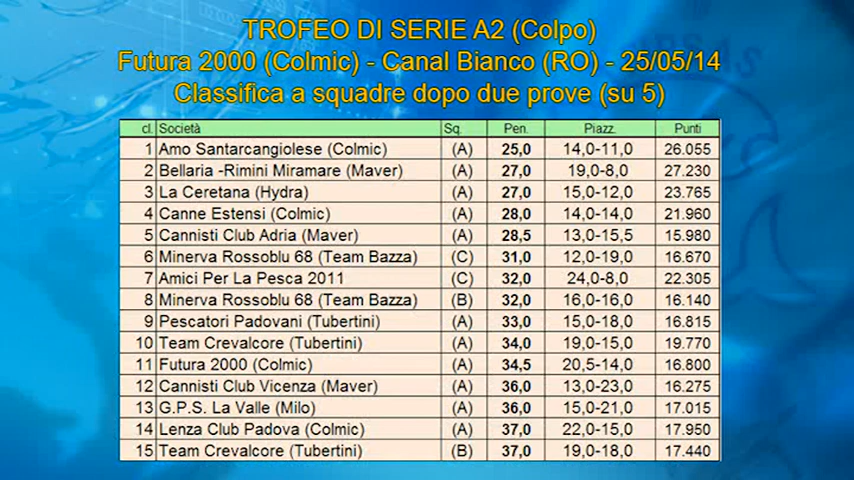 TROFEO DI SERIE A2 (Colpo)
Futura 2000 (Colmic) - Canal Bianco (RO) - 25/05/14
Classifica a squadre dopo due prove (su 5)
cl. Società Sq. Pen. Piazz. Punti
1 Amo Santarcangiolese (Colmic) (A) 25,0 14,0-11,0 26.055
2 Bellaria -Rimini Miramare (Maver) (A) 27,0 19,0-8,0 27.230
3 La Ceretana (Hydra) (A) 27,0 15,0-12,0 23.765
4 Canne Estensi (Colmic) (A) 28,0 14,0-14,0 21.960
5 Cannisti Club Adria (Maver) (A) 28,5 13,0-15,5 15.980
6 Minerva Rossoblu 68 (Team Bazza) (C) 31,0 12,0-19,0 16.670
7 Amici Per La Pesca 2011 (C) 32,0 24,0-8,0 22.305
8 Minerva Rossoblu 68 (Team Bazza) (B) 32,0 16,0-16,0 16.140
9 Pescatori Padovani (Tubertini) (A) 33,0 15,0-18,0 16.815
10 Team Crevalcore (Tubertini) (A) 34,0 19,0-15,0 19.770
11 Futura 2000 (Colmic) (A) 34,5 20,5-14,0 16.800
12 Cannisti Club Vicenza (Maver) (A) 36,0 13,0-23,0 16.275
13 G.P.S. La Valle (Milo) (A) 36,0 15,0-21,0 17.015
14 Lenza Club Padova (Colmic) (A) 37,0 22,0-15,0 17.950
15 Team Crevalcore (Tubertini) (B) 37,0 19,0-18,0 17.440